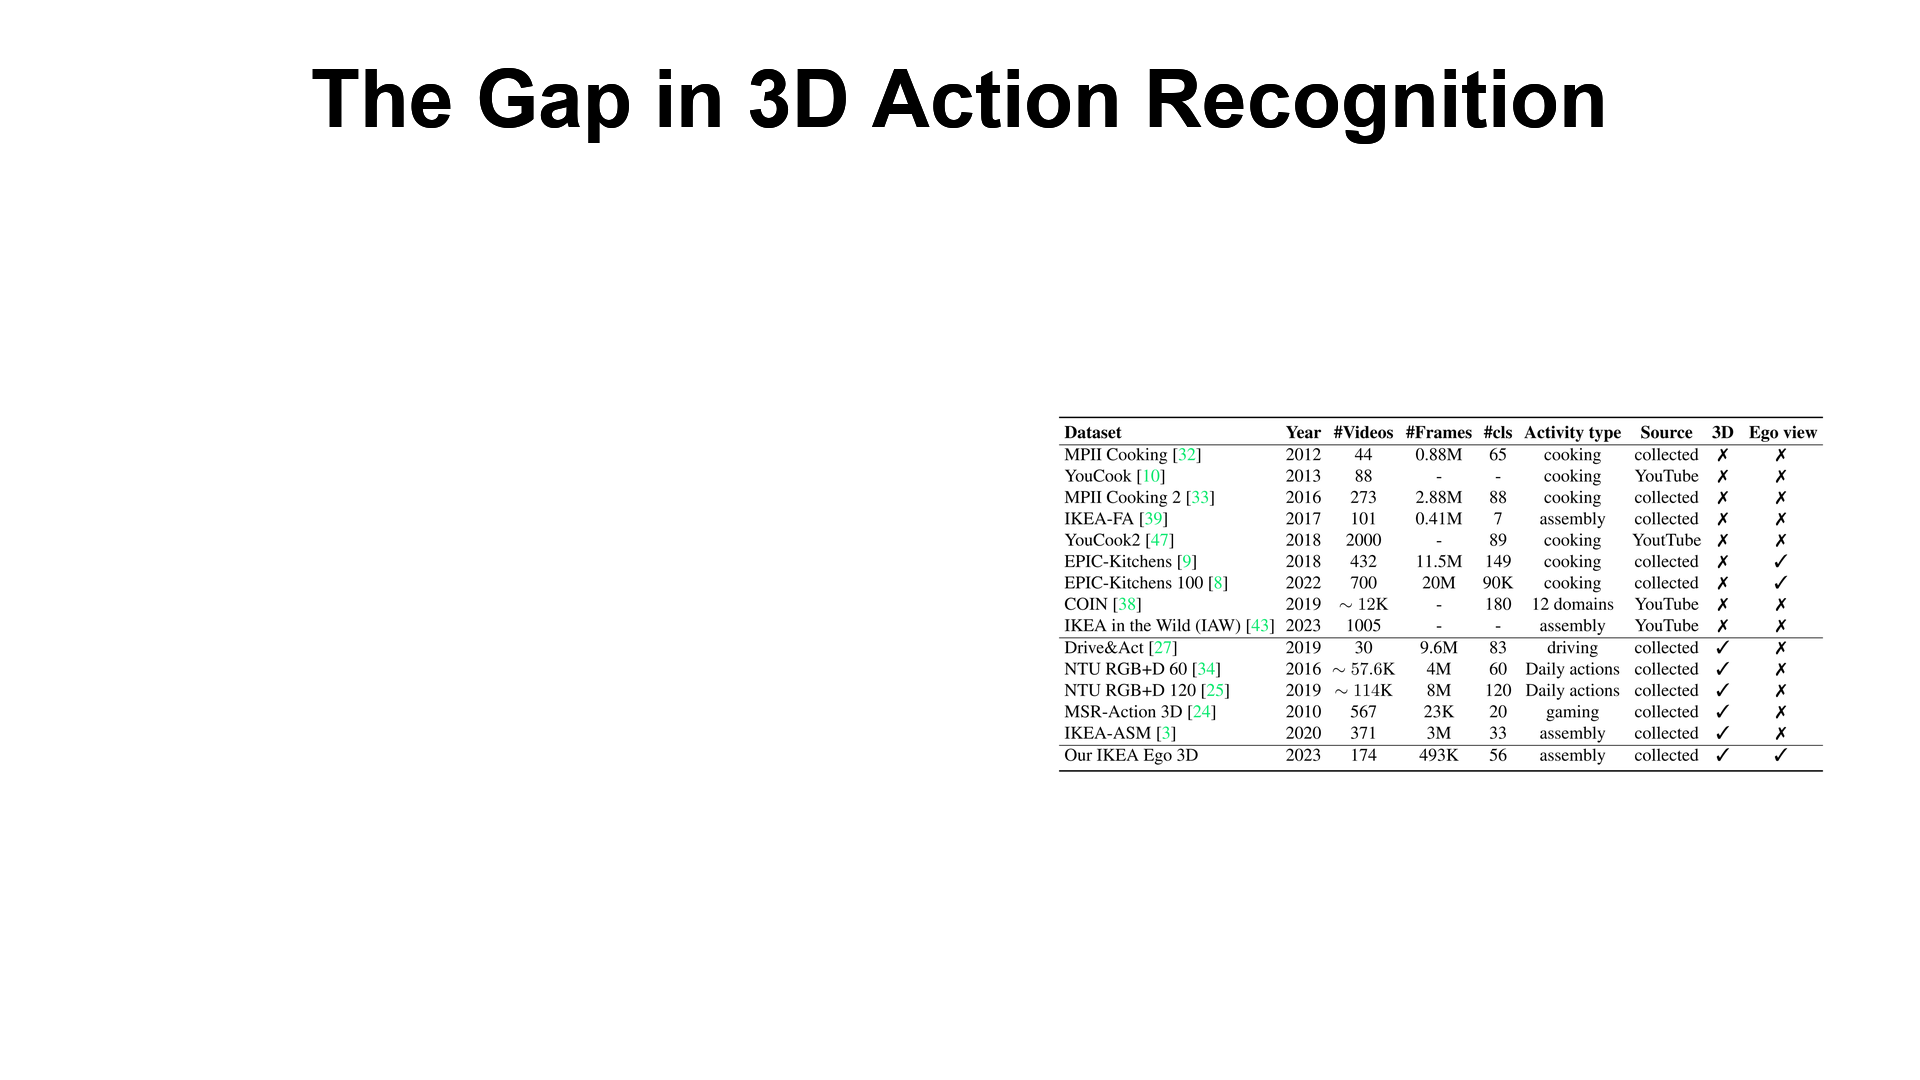 The Gap in 3D Action Recognition
Dataset Year #Videos #Frames #cls Activity type Source 3D Ego view
MPII Cooking [32] 2012 44 0.88M 65 cooking collected ✗ ✗
YouCook [10] 2013 88 - - cooking YouTube ✗ ✗
MPII Cooking 2 [33] 2016 273 2.88M 88 cooking collected ✗ ✗
IKEA-FA [39] 2017 101 0.41M 7 assembly collected ✗ ✗
YouCook2 [47] 2018 2000 - 89 cooking YoutTube ✗ ✗
EPIC-Kitchens [9] 2018 432 11.5M 149 cooking collected ✗ ✓
EPIC-Kitchens 100 [8] 2022 700 20M 90K cooking collected ✗ ✓
COIN [38] 2019 ~ 12K - 180 12 domains YouTube ✗ ✗
IKEA in the Wild (IAW) [43] 2023 1005 - - assembly YouTube ✗ ✗
Drive&Act [27] 2019 30 9.6M 83 driving collected ✓ ✗
NTU RGB+D 60 [34] 2016 ~ 57.6K 4M 60 Daily actions collected ✓ ✗
NTU RGB+D 120 [25] 2019 ~ 114K 8M 120 Daily actions collected ✓ ✗
MSR-Action 3D [24] 2010 567 23K 20 gaming collected ✓ ✗
IKEA-ASM [3] 2020 371 3M 33 assembly collected ✓ ✗
Our IKEA Ego 3D 2023 174 493K 56 assembly collected ✓ ✓